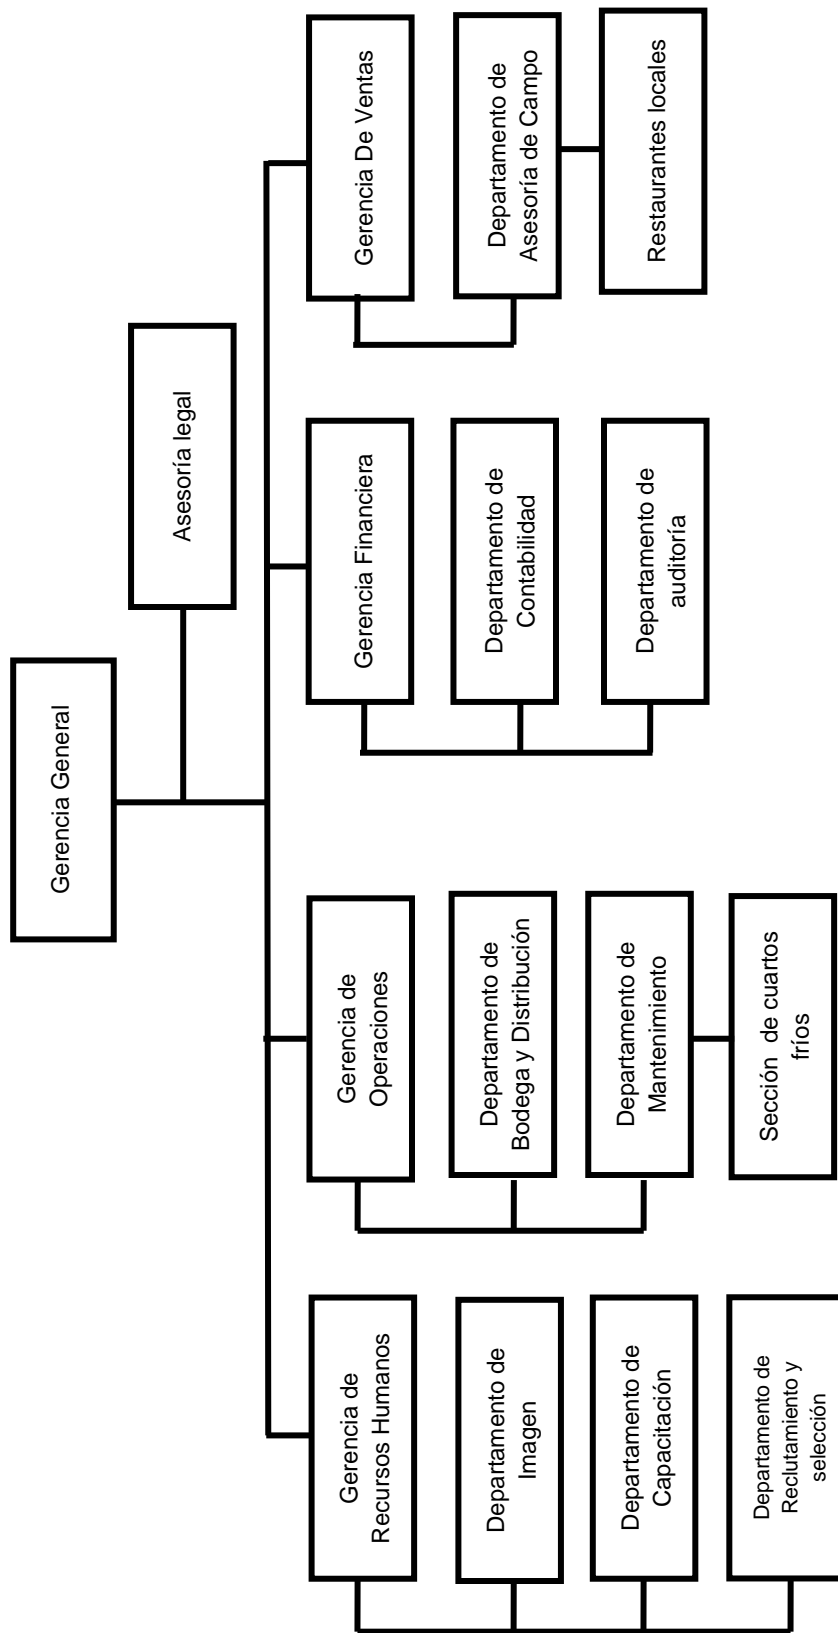 Gerencia General
Asesoría legal
Gerencia de
Recursos Humanos
Departamento de
Imagen
Departamento de
Capacitación
Departamento de
Reclutamiento y
selección
Gerencia de
Operaciones
Departamento de
Bodega y Distribución
Departamento de
Mantenimiento
Sección de cuartos
fríos
Gerencia Financiera
Departamento de
Contabilidad
Departamento de
auditoría
Gerencia De Ventas
Departamento de
Asesoría de Campo
Restaurantes locales